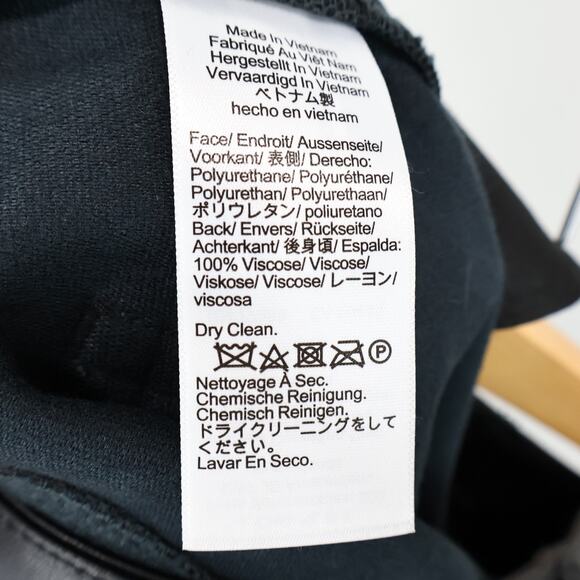 Made In Vietnam
Fabriqué Au Việt Nam
Hergestellt In Vietnam
Vervaardigd In Vietnam
ベトナム製
hecho en vietnam
Face/ Endroit/ Aussenseite/
Voorkant/ 表側/ Derecho:
Polyurethane/ Polyuréthane/
Polyurethan/ Polyurethaan/
ポリウレタン/ poliuretano
Back/ Envers/ Rückseite/
Achterkant/ 後身頃/ Espalda:
100% Viscose/ Viscose/
Viskose/ Viscose/ レーヨン/
viscosa
Dry Clean.
P
Nettoyage À Sec.
Chemische Reinigung.
Chemisch Reinigen.
ドライクリーニングをして
ください。
Lavar En Seco.